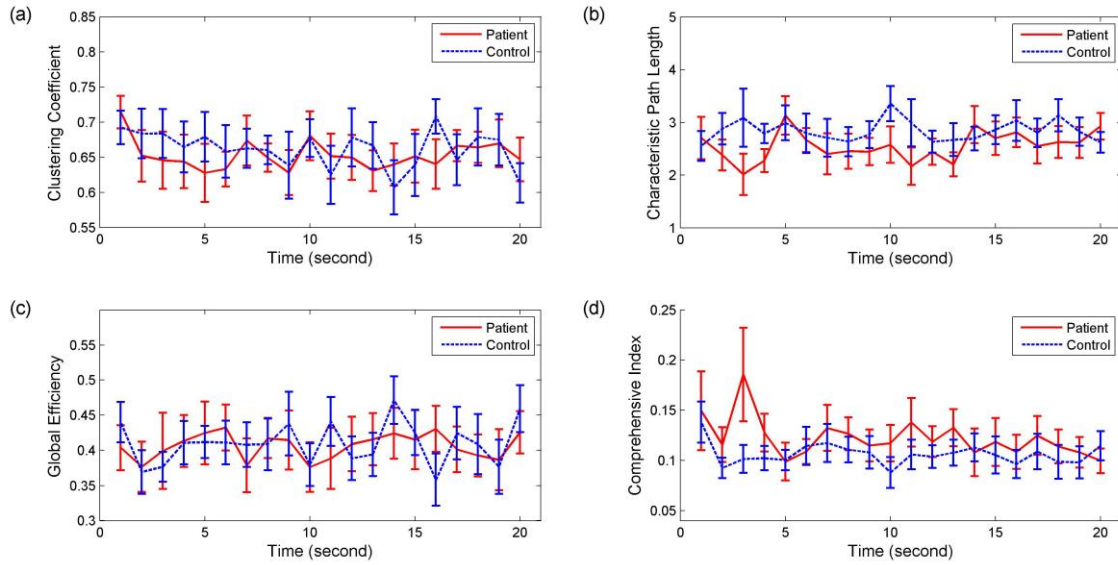 (a)
Clustering Coefficient
0.85
0.8
0.75
0.7
0.65
0.6
0.55
0
5
10
15
20
Time (second)
Patient
Control
(b)
Characteristic Path Length
5
4
3
2
1
0
5
10
15
20
Time (second)
Patient
Control
(c)
Global Efficiency
0.55
0.5
0.45
0.4
0.35
0.3
0
5
10
15
20
Time (second)
Patient
Control
(d)
Comprehensive Index
0.25
0.2
0.15
0.1
0.05
0
5
10
15
20
Time (second)
Patient
Control